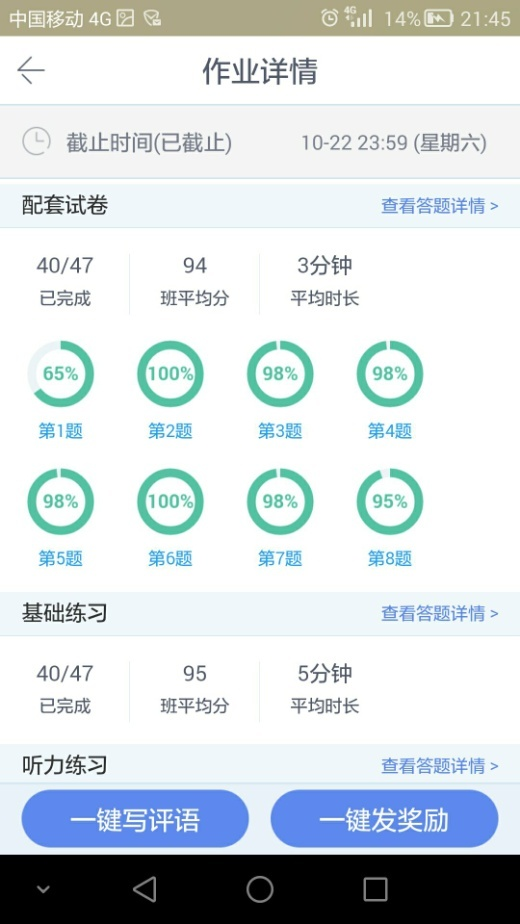 中国移动 4G 4G 14% 21:45
作业详情
截止时间(已截止) 10-22 23:59 (星期六)
配套试卷 查看答题详情 >
40/47 94 3分钟
已完成 班平均分 平均时长
65% 100% 98% 98%
第1题 第2题 第3题 第4题
98% 100% 98% 95%
第5题 第6题 第7题 第8题
基础练习 查看答题详情 >
40/47 95 5分钟
已完成 班平均分 平均时长
听力练习 查看答题详情 >
一键写评语 一键发奖励